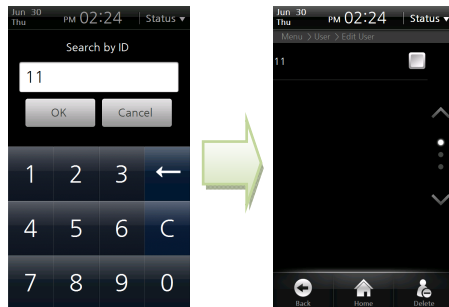 Jun 30
Thu
PM 02:24
Status
Search by ID
11
OK
Cancel
1 2 3
4 5 6 C
7 8 9 0
Jun 30
Thu
PM 02:24
Status
Menu > User > Edit User
11
Back
Home
Delete